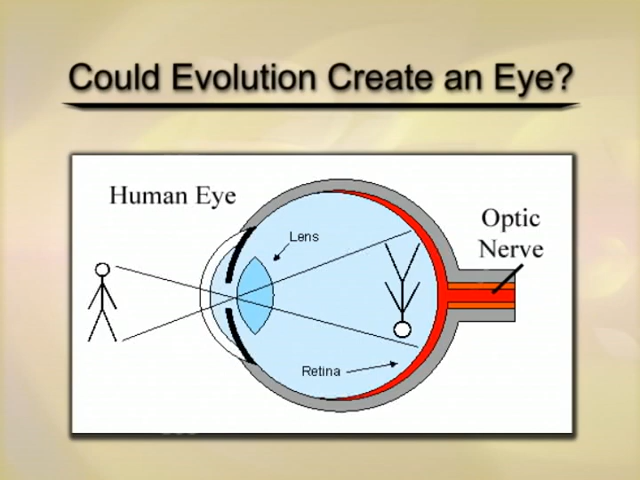 Could Evolution Create an Eye?
Human Eye
Optic
Nerve
Lens
Retina